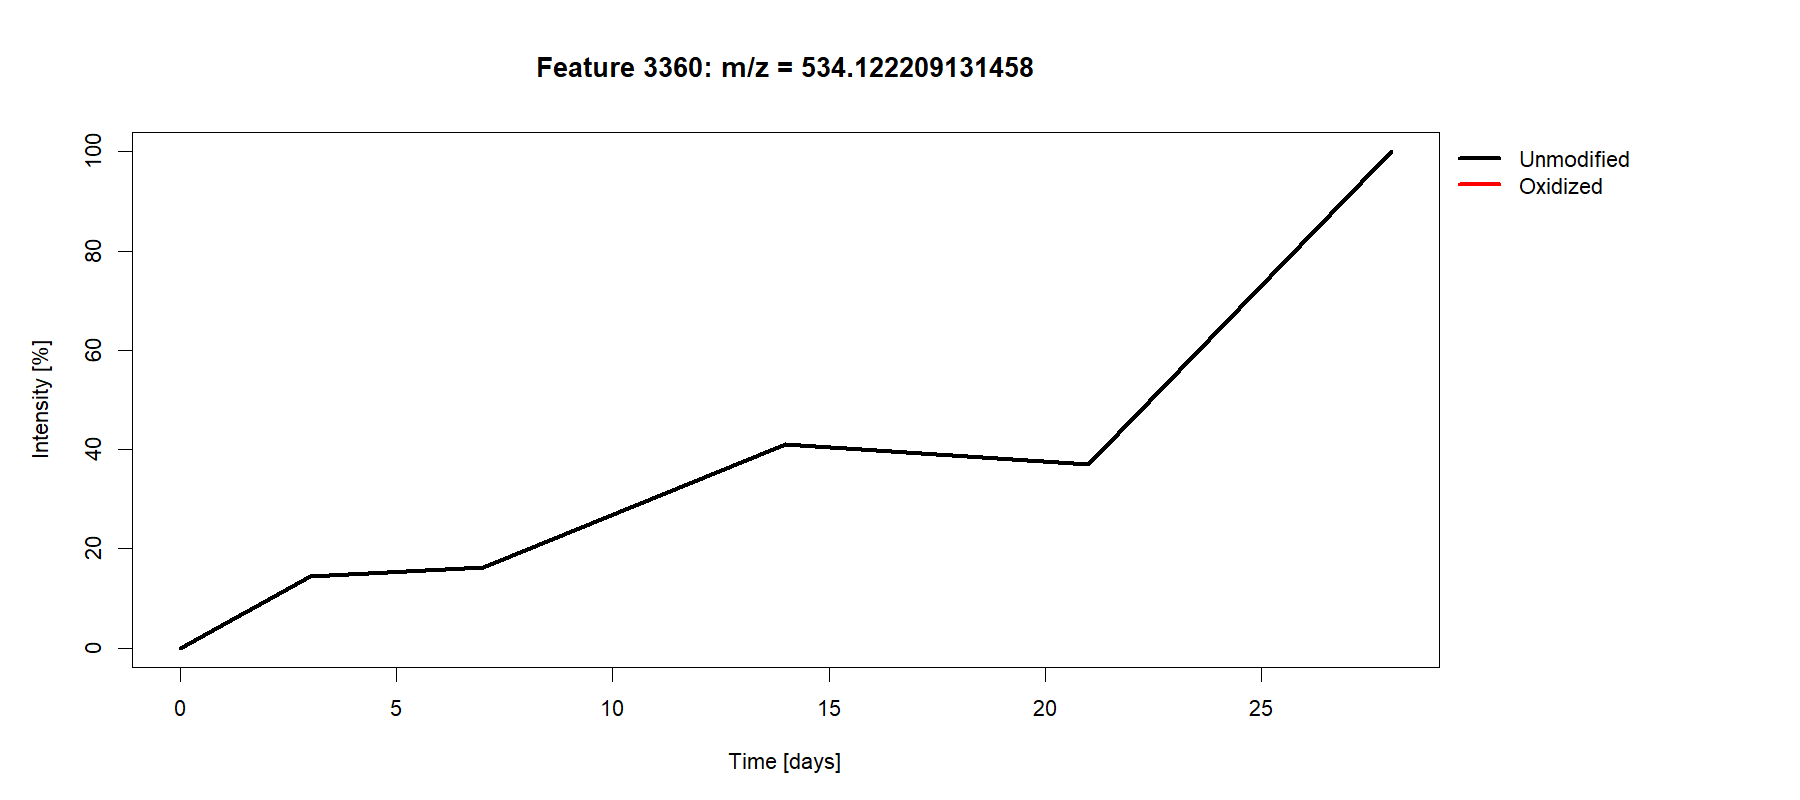 Feature 3360: m/z = 534.122209131458
Unmodified
Oxidized
Intensity [%]
100
80
60
40
20
0
0 5 10 15 20 25
Time [days]